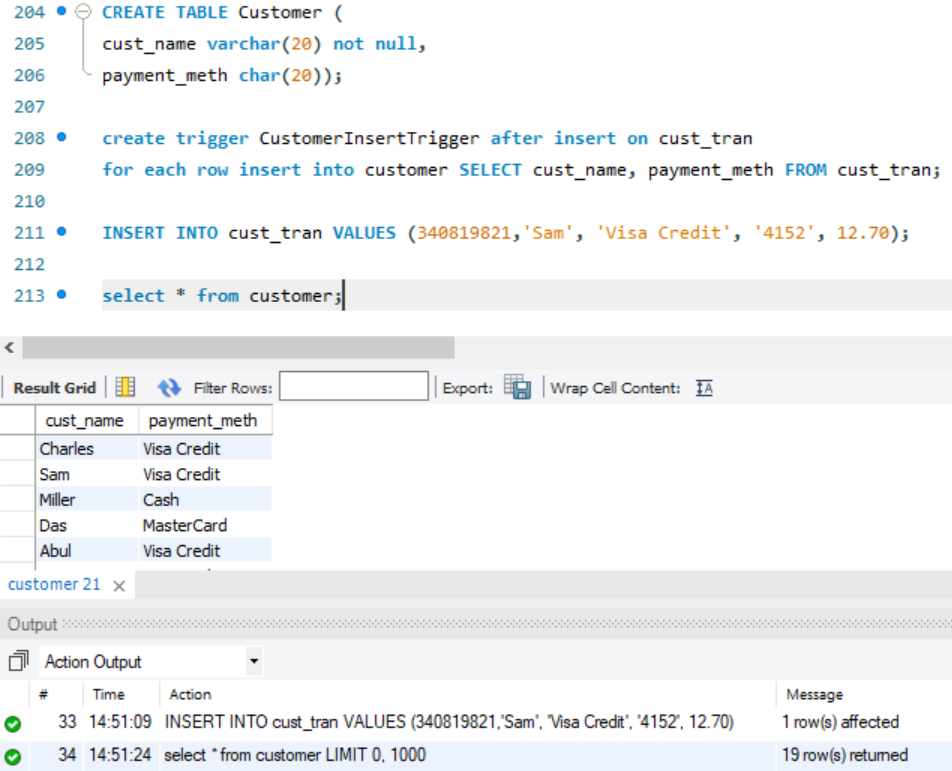 204 CREATE TABLE Customer (
205 cust_name varchar(20) not null,
206 payment_meth char(20));
207
208 create trigger CustomerInsertTrigger after insert on cust_tran
209 for each row insert into customer SELECT cust_name, payment_meth FROM cust_tran;
210
211 INSERT INTO cust_tran VALUES (340819821,'Sam', 'Visa Credit', '4152', 12.70);
212
213 select * from customer;
Result Grid Filter Rows: Export: Wrap Cell Content: IA
cust_name payment_meth
Charles Visa Credit
Sam Visa Credit
Miller Cash
Das MasterCard
Abul Visa Credit
customer 21 ×
Output
Action Output
# Time Action Message
33 14:51:09 INSERT INTO cust_tran VALUES (340819821,'Sam', 'Visa Credit', '4152', 12.70) 1 row(s) affected
34 14:51:24 select * from customer LIMIT 0, 1000 19 row(s) returned